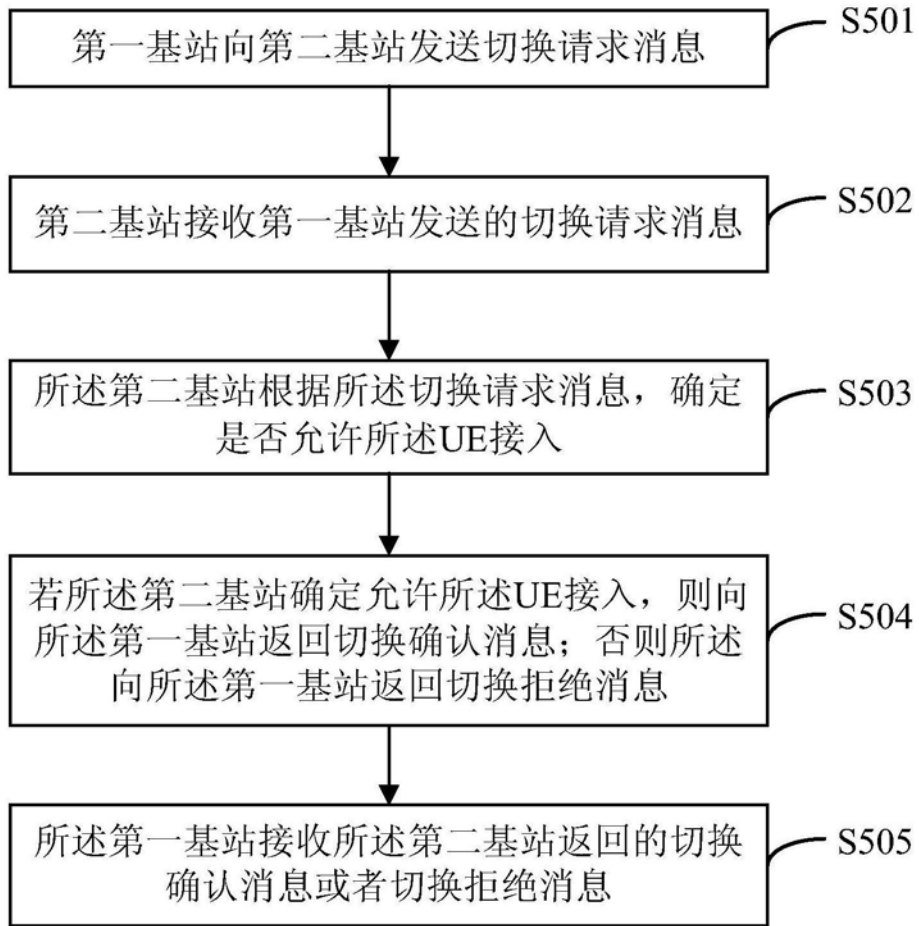 第一基站向第二基站发送切换请求消息
S501
第二基站接收第一基站发送的切换请求消息
S502
所述第二基站根据所述切换请求消息，确定
是否允许所述UE接入
S503
若所述第二基站确定允许所述UE接入，则向
所述第一基站返回切换确认消息；否则所述
向所述第一基站返回切换拒绝消息
S504
所述第一基站接收所述第二基站返回的切换
确认消息或者切换拒绝消息
S505